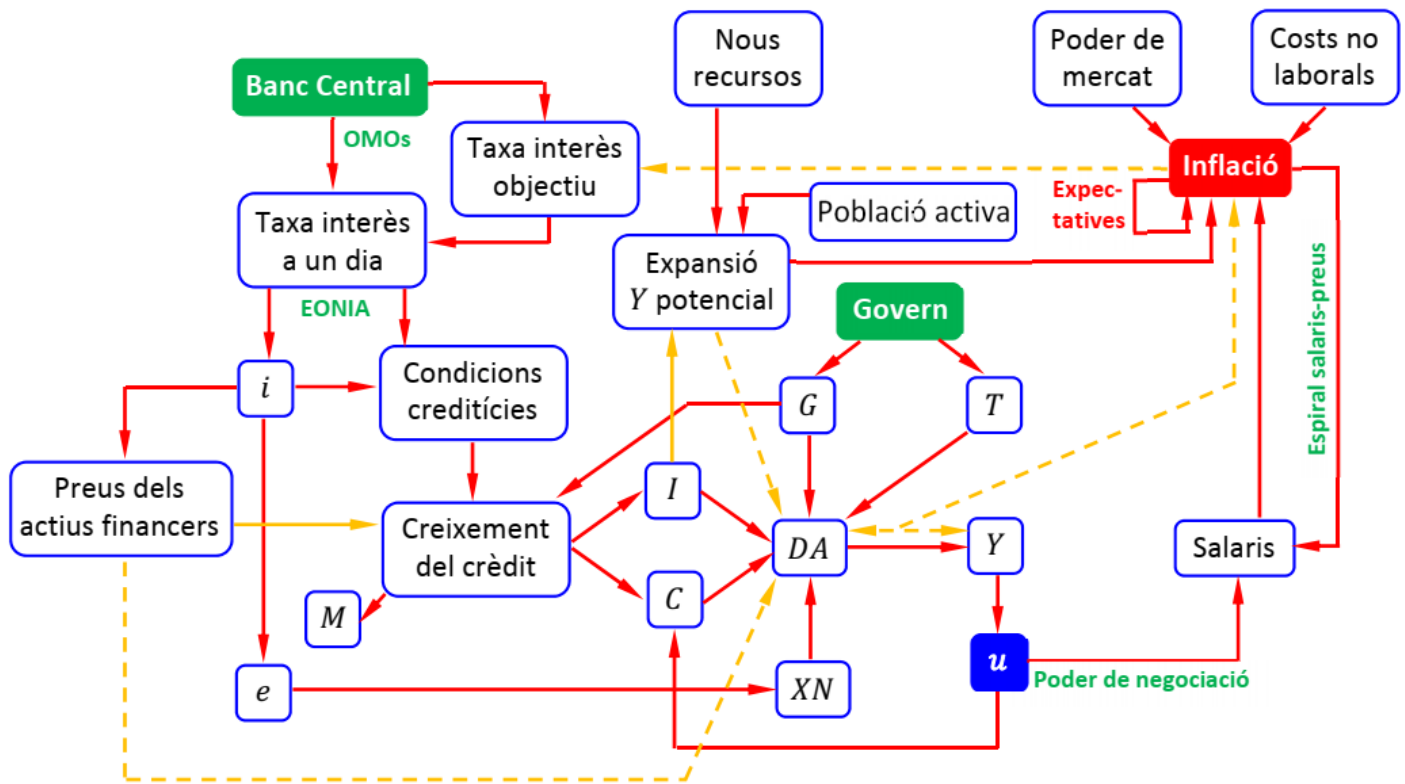 Nous
recursos
Poder de
mercat
Costs no
laborals
Banc Central
OMOs
Taxa interès
objectiu
Inflació
Expec-
tatives
Població activa
Taxa interès
a un dia
Expansió
Y potencial
EONIA
Govern
Espiral salaris-preus
i
Condicions
creditícies
G
T
Preus dels
actius financers
I
Creixement
del crèdit
DA
Y
Salaris
C
M
u
Poder de negociació
e
XN